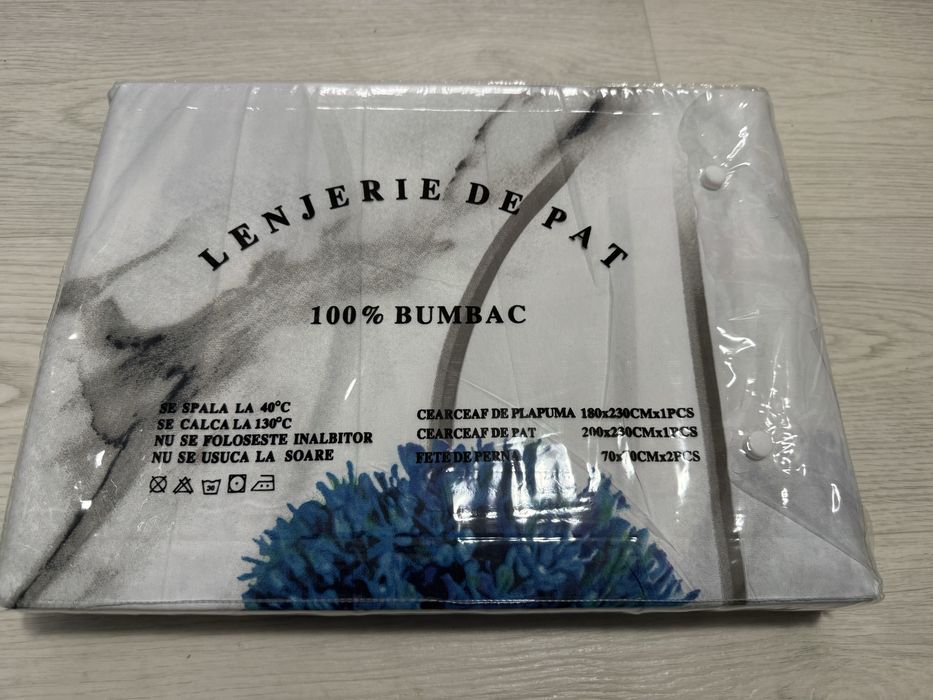 LENJERIE DE PAT
100% BUMBAC
SE SPALA LA 40°C
SE CALCA LA 130°C
NU SE FOLOSESTE INALBITOR
NU SE USUCA LA SOARE
CEARCEAF DE PLAPUMA 180x230CMx1PCS
CEARCEAF DE PAT 200x230CMx1PCS
FETE DE PERNA